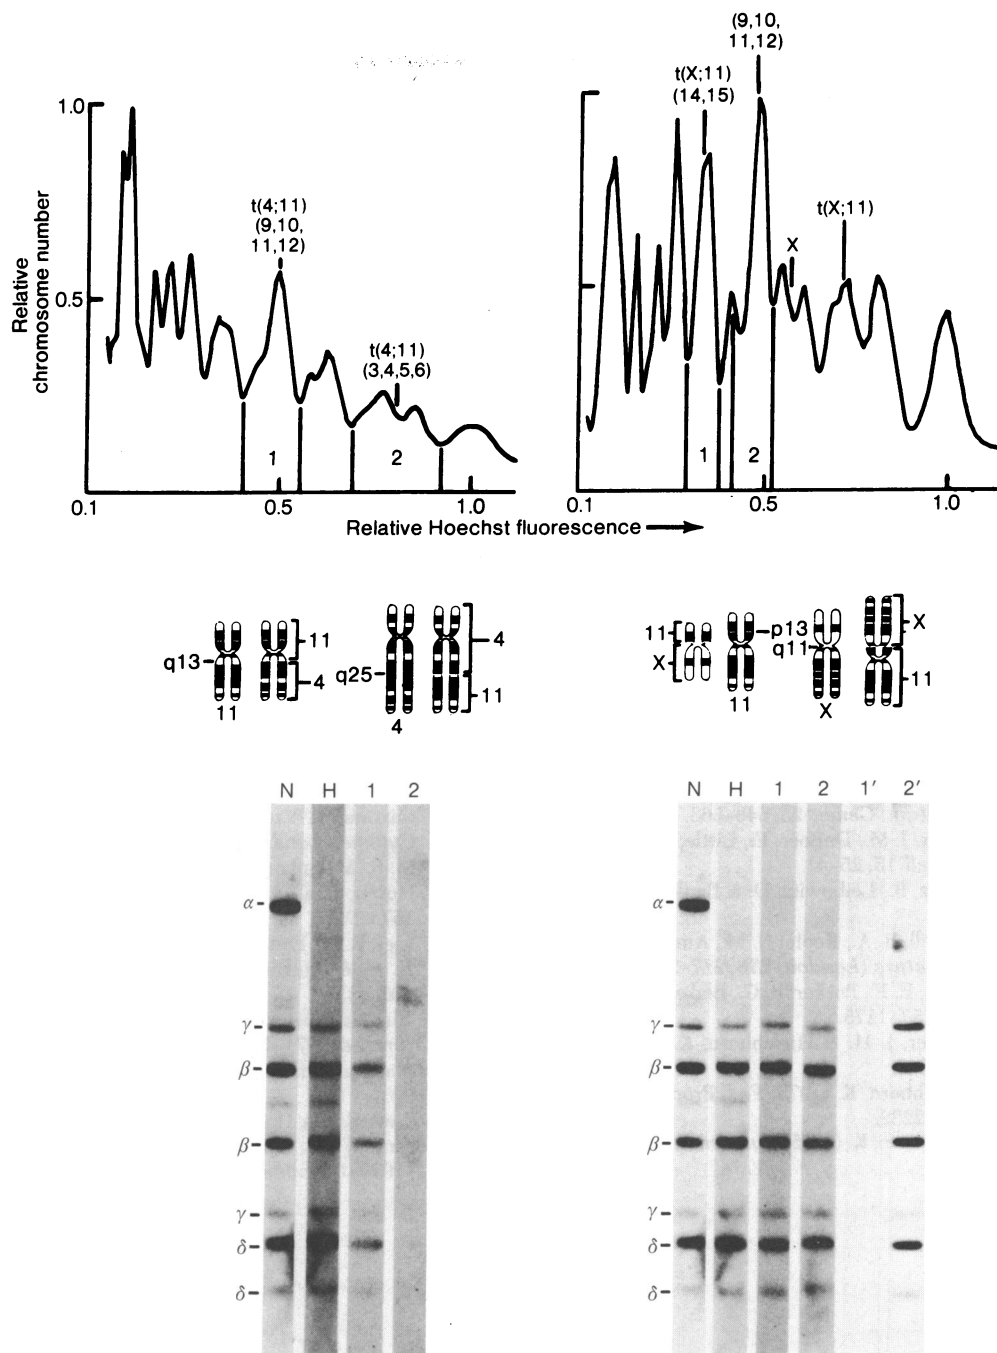 (9,10,
11,12)
t(X;11)
(14,15)
1.0
t(4;11)
(9,10,
11,12)
t(X;11)
X
0.5
t(4;11)
(3,4,5,6)
Relative
chromosome number
1
2
1
2
0.1
0.5
1.0
0.1
0.5
1.0
Relative Hoechst fluorescence
11
q13
4
11
4
q25
11
4
11
X
p13
11
q11
X
X
11
N H 1 2
α
γ
β
β
γ
δ
δ
N H 1 2 1′ 2′
α
γ
β
β
γ
δ
δ